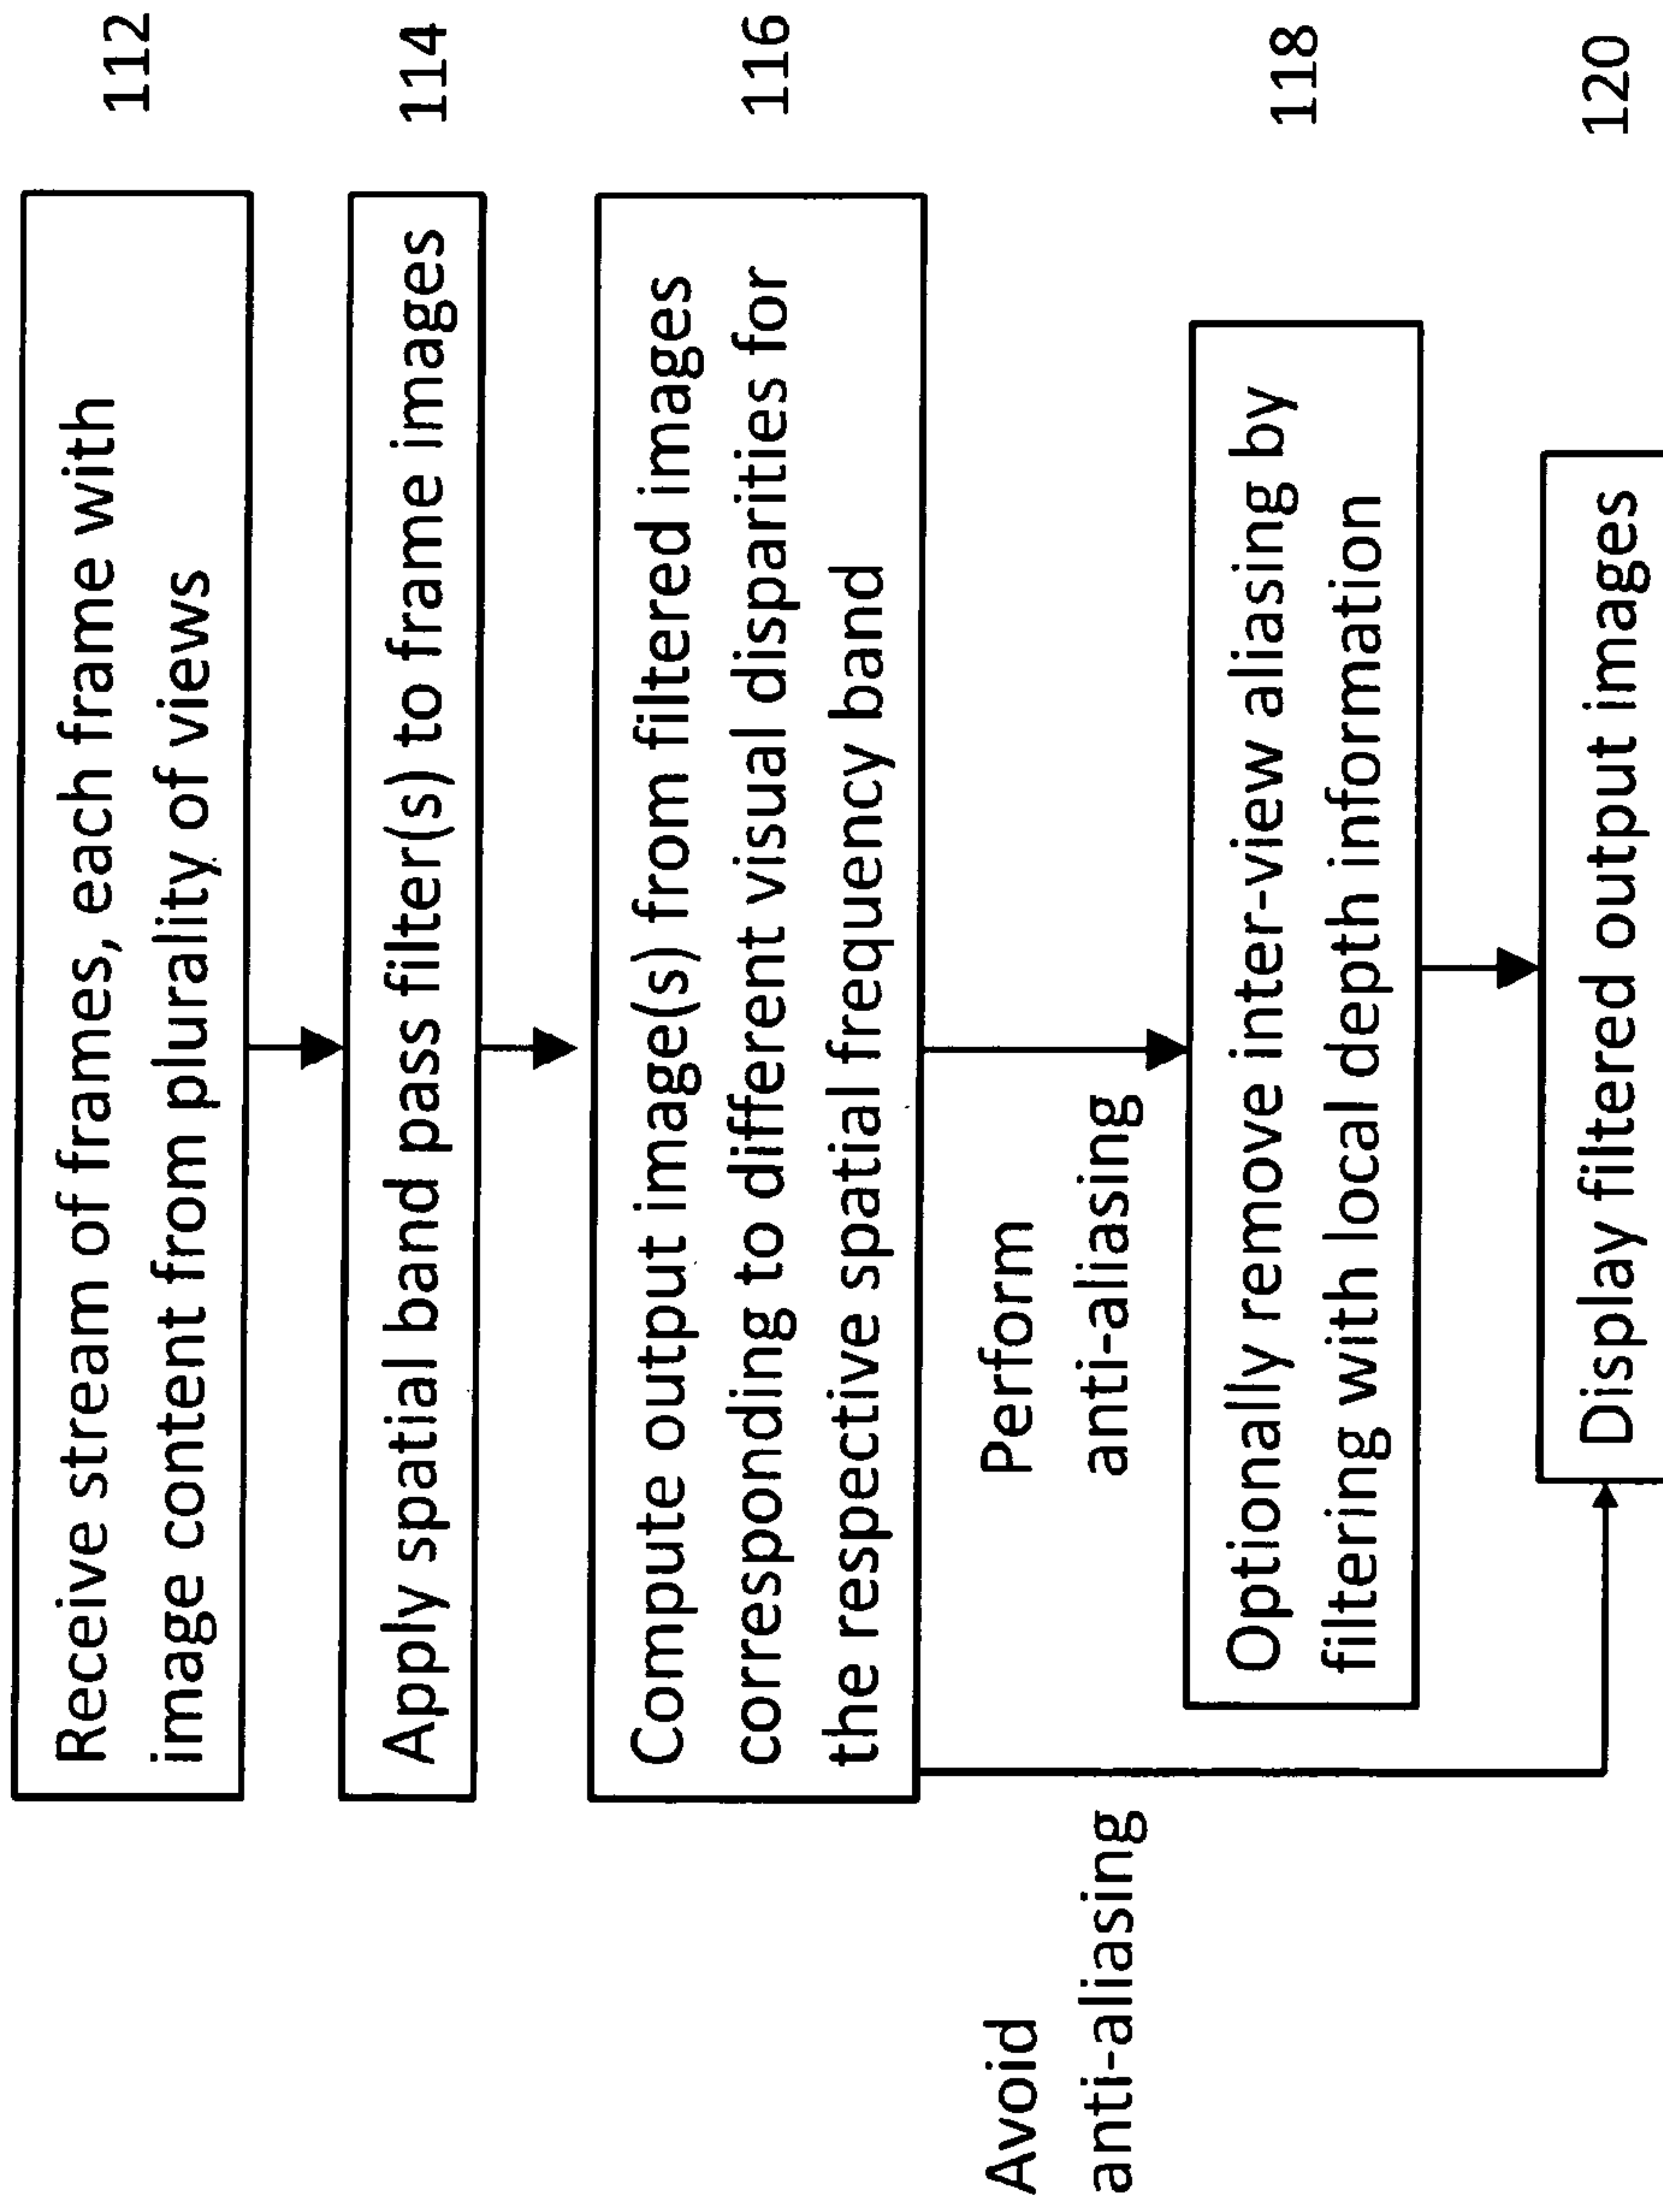 Receive stream of frames, each frame with
image content from plurality of views
112
Apply spatial band pass filter(s) to frame images
114
Compute output image(s) from filtered images
corresponding to different visual disparities for
the respective spatial frequency band
116
Avoid
anti-aliasing
Perform
anti-aliasing
Optionally remove inter-view aliasing by
filtering with local depth information
118
Display filtered output images
120